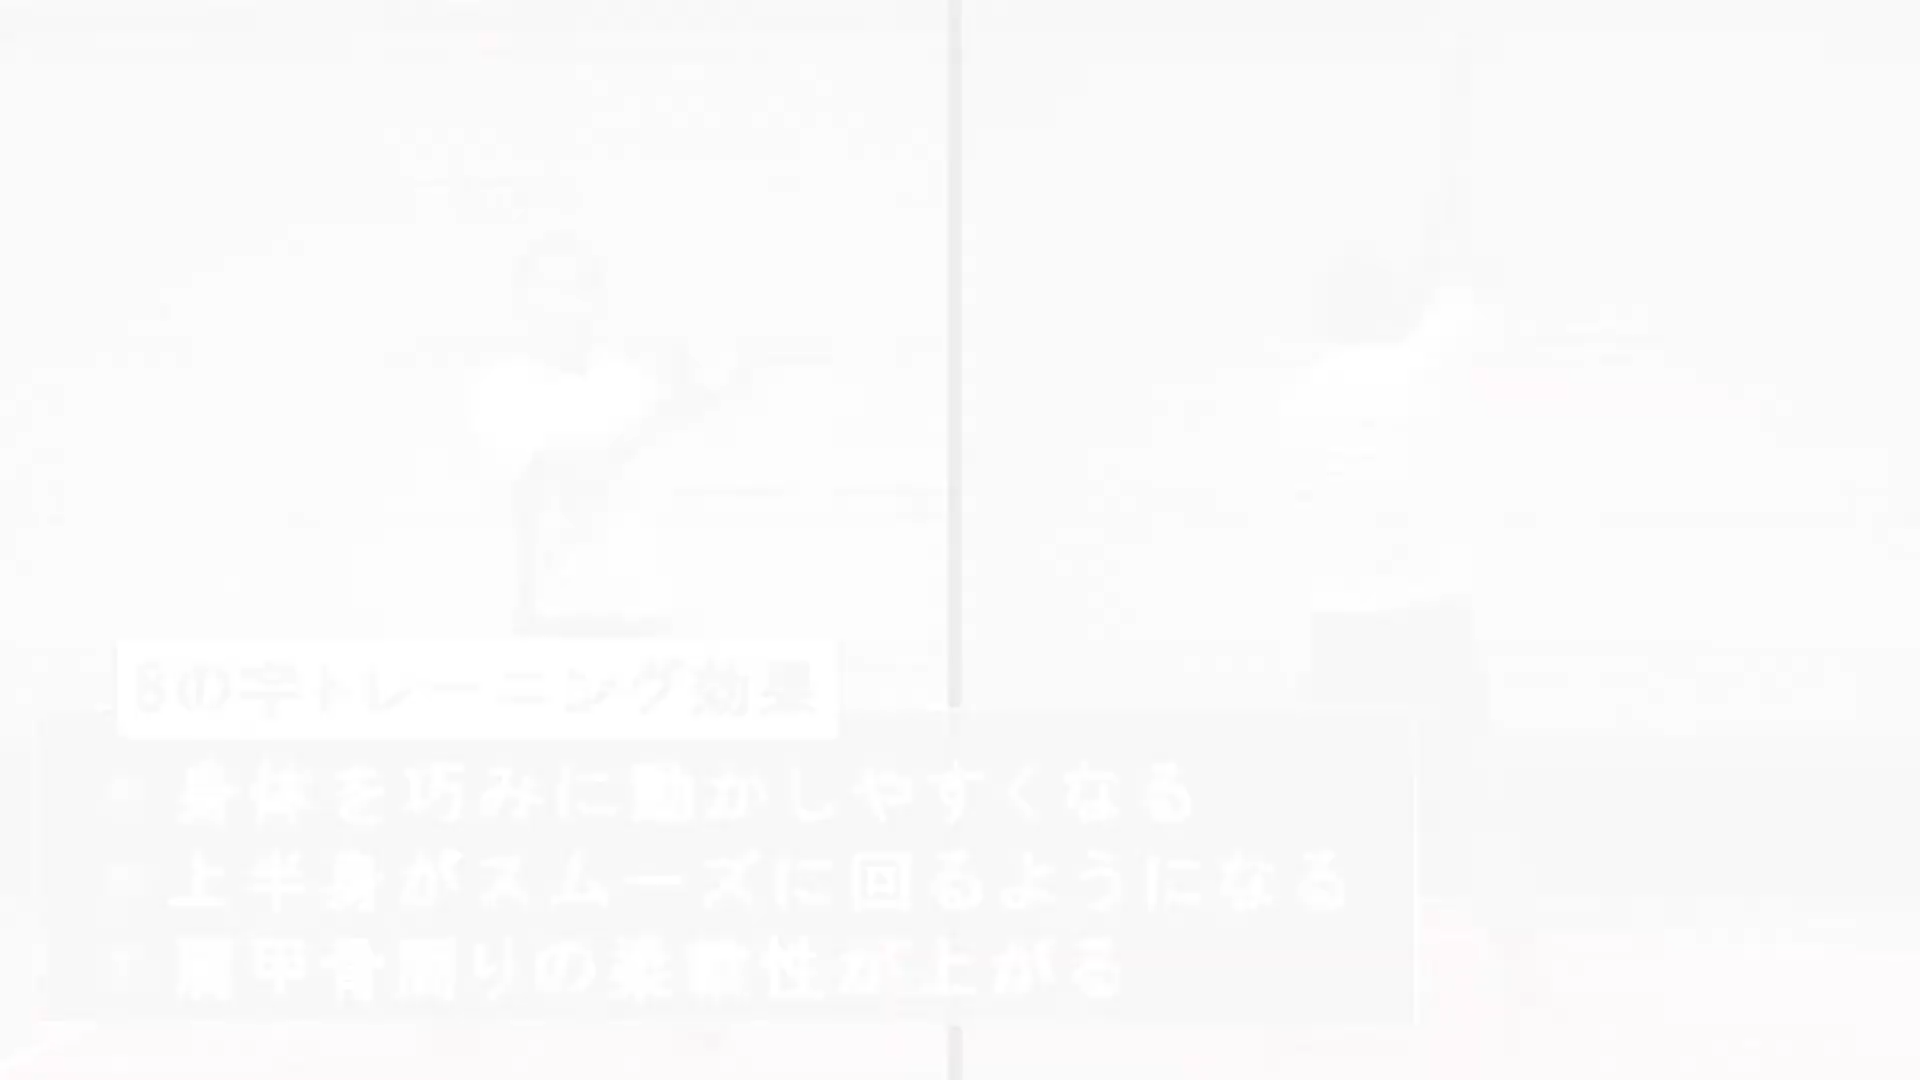 8の字トレーニング効果
身体を巧みに動かしやすくなる
上半身がスムーズに回るようになる
肩甲骨周りの柔軟性が上がる